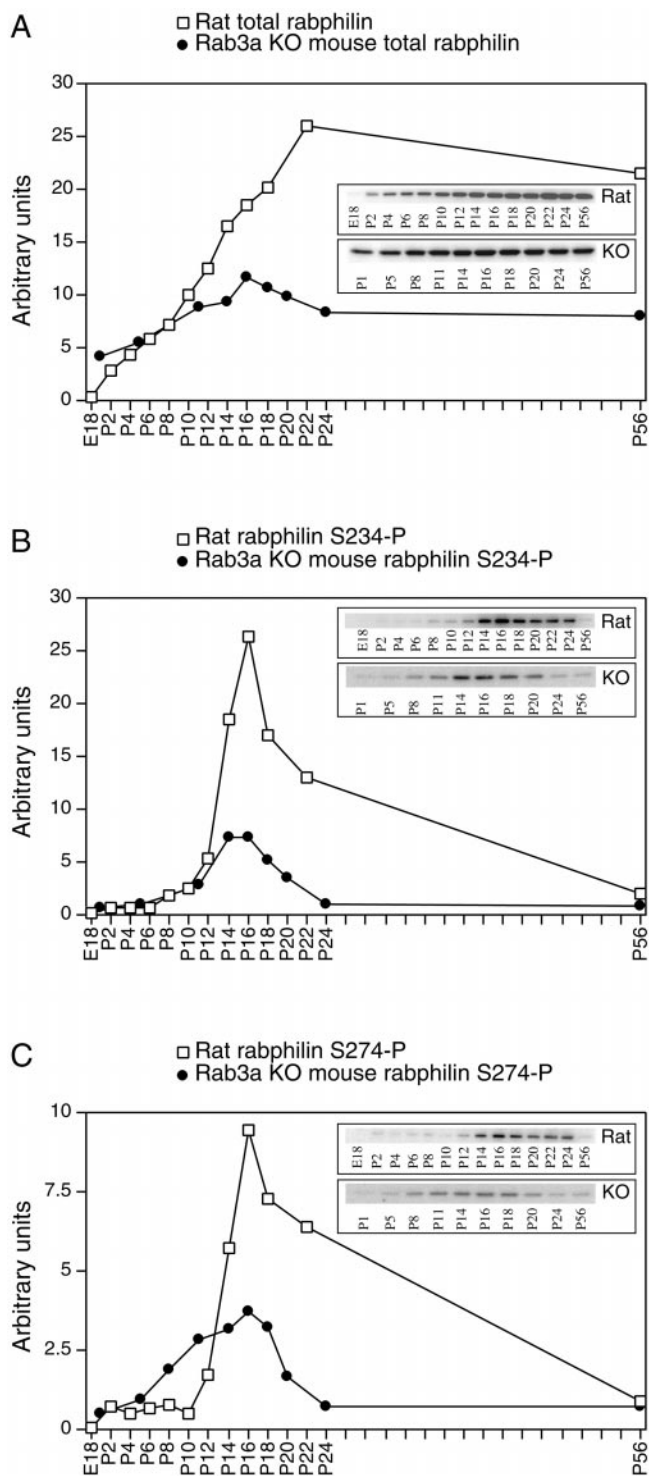 A
Rat total rabphilin
Rab3a KO mouse total rabphilin
30
25
20
15
10
5
0
Arbitrary units
Rat
E18 P2 P4 P6 P8 P10 P12 P14 P16 P18 P20 P22 P24 P56
KO
P1 P5 P8 P11 P14 P16 P18 P20 P24 P56
E18 P2 P4 P6 P8 P10 P12 P14 P16 P18 P20 P22 P24 P56
B
Rat rabphilin S234-P
Rab3a KO mouse rabphilin S234-P
30
25
20
15
10
5
0
Arbitrary units
Rat
E18 P2 P4 P6 P8 P10 P12 P14 P16 P18 P20 P22 P24 P56
KO
P1 P5 P8 P11 P14 P16 P18 P20 P24 P56
E18 P2 P4 P6 P8 P10 P12 P14 P16 P18 P20 P22 P24 P56
C
Rat rabphilin S274-P
Rab3a KO mouse rabphilin S274-P
10
7.5
5
2.5
0
Arbitrary units
Rat
E18 P2 P4 P6 P8 P10 P12 P14 P16 P18 P20 P22 P24 P56
KO
P1 P5 P8 P11 P14 P16 P18 P20 P24 P56
E18 P2 P4 P6 P8 P10 P12 P14 P16 P18 P20 P22 P24 P56